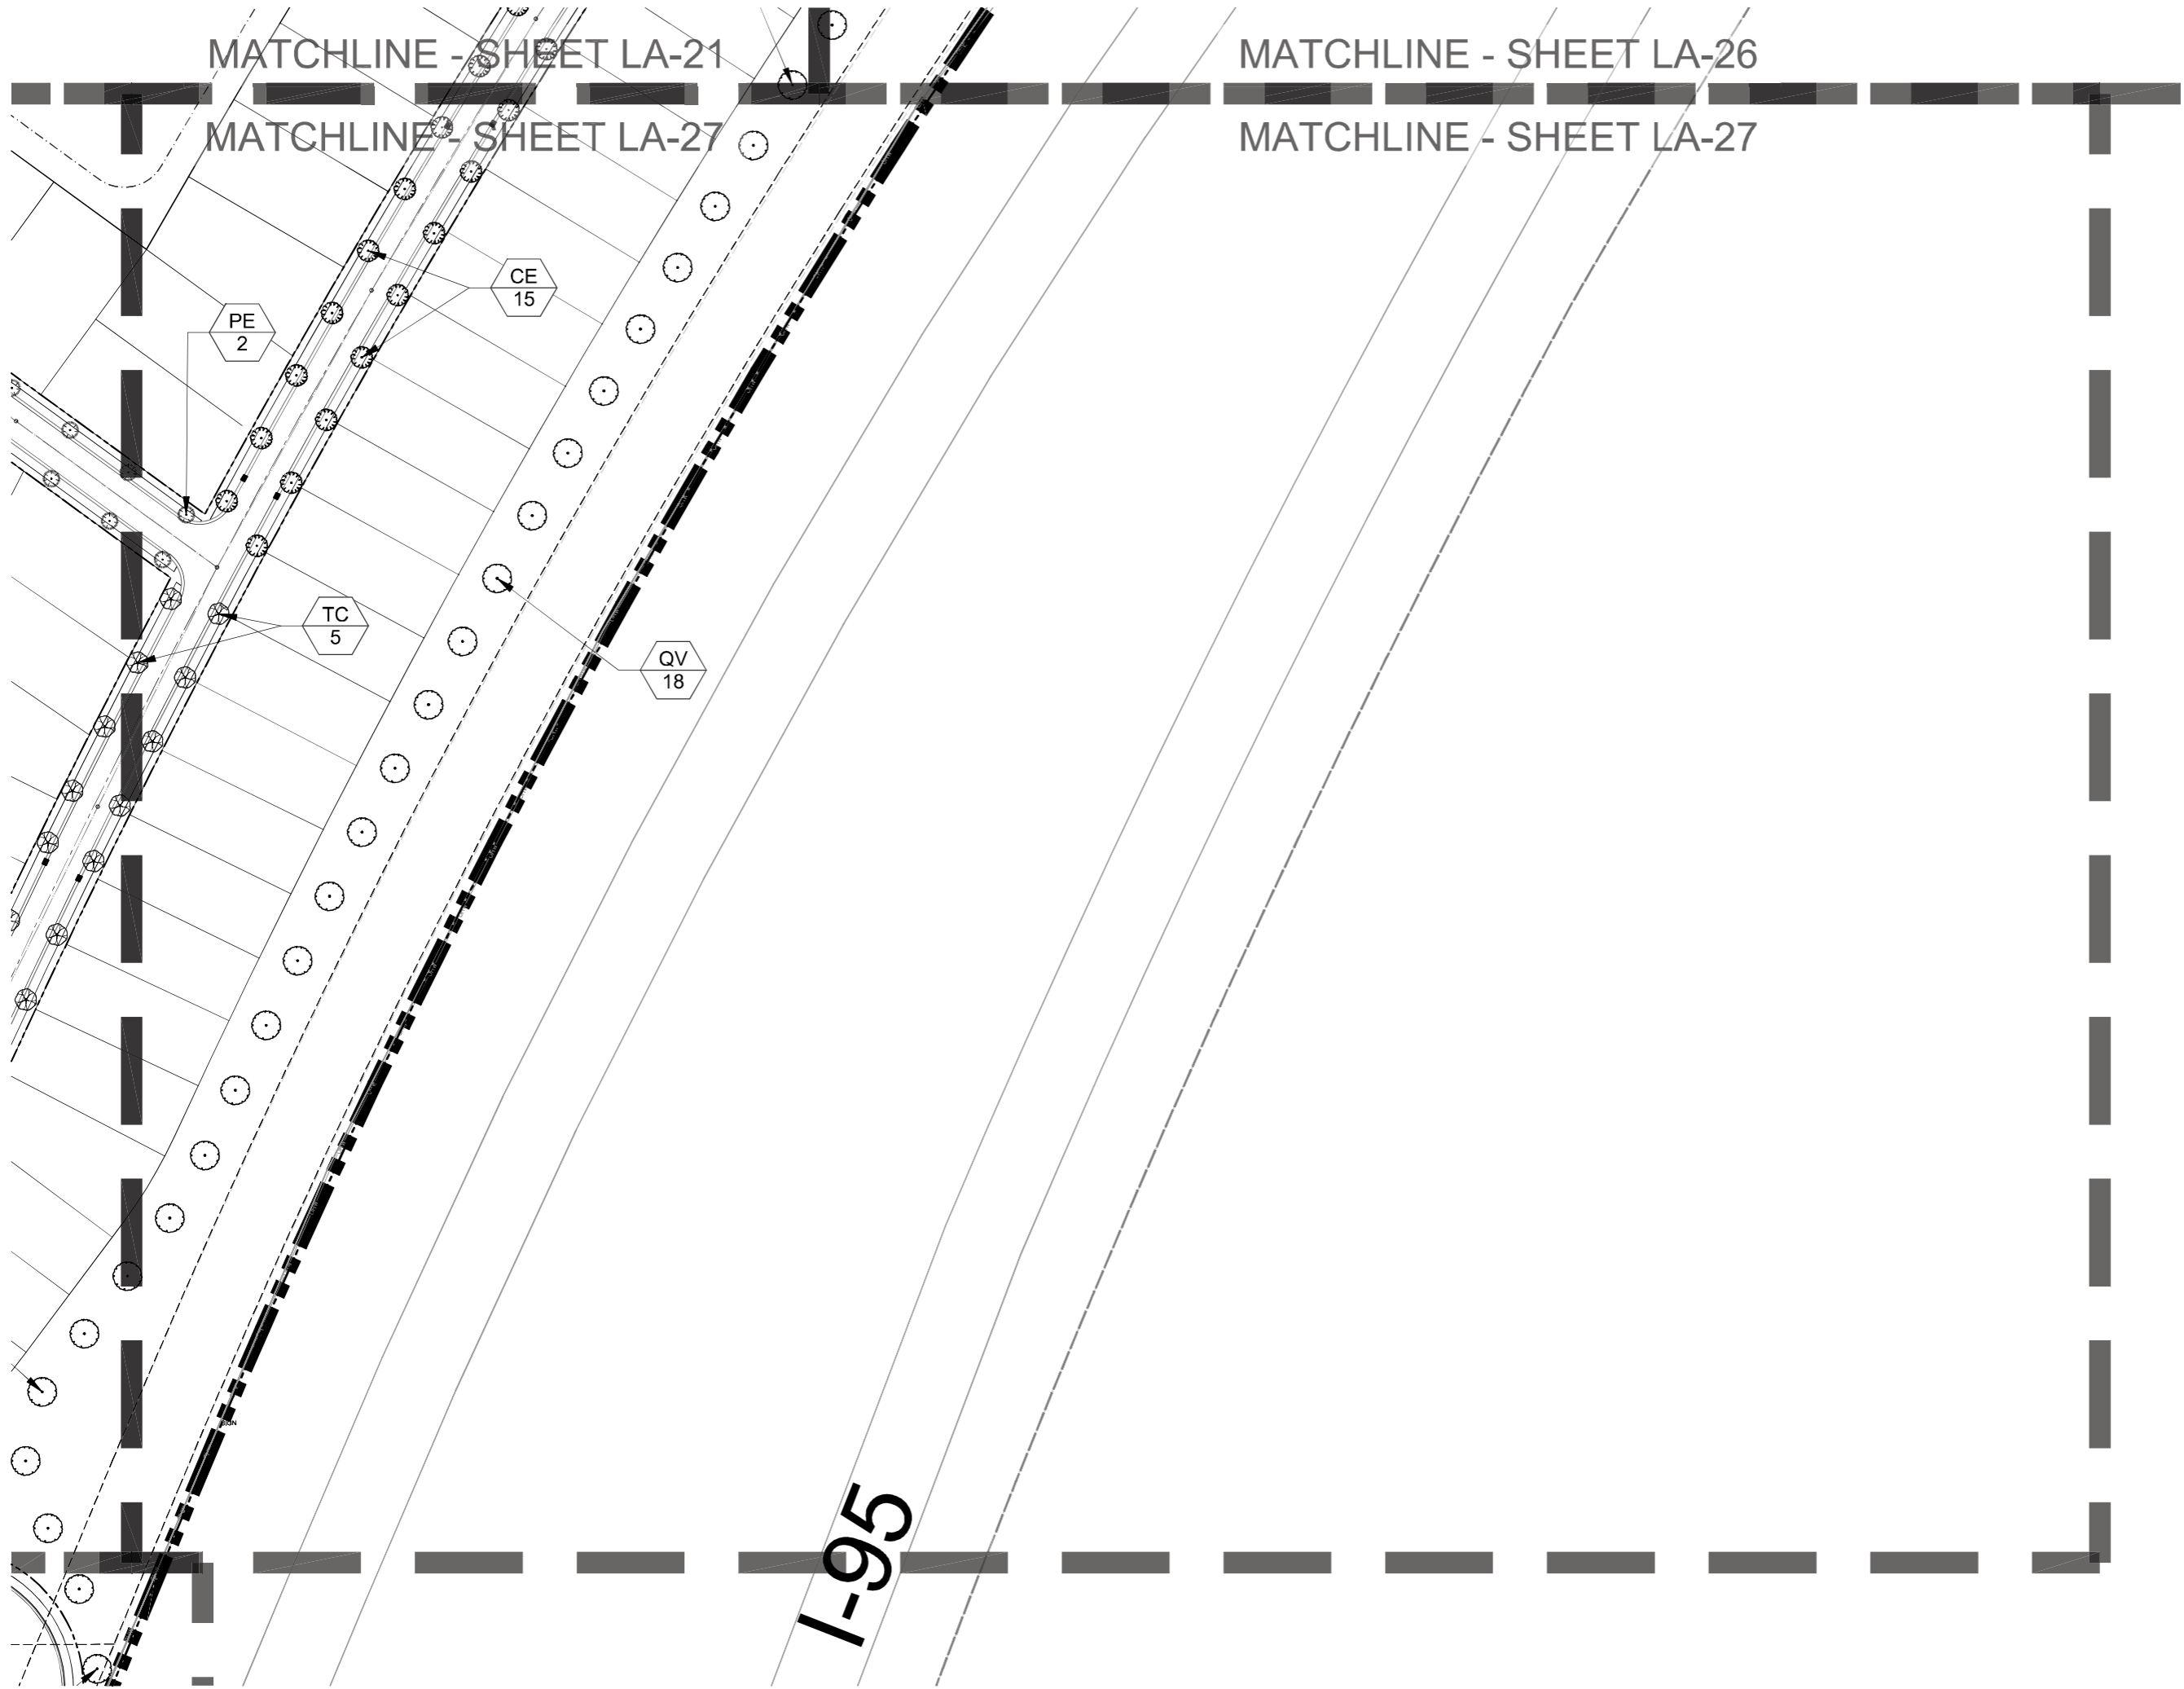 MATCHLINE - SHEET LA-21
MATCHLINE - SHEET LA-26
MATCHLINE - SHEET LA-27
MATCHLINE - SHEET LA-27
CE
15
PE
2
TC
5
QV
18
SIGN
I-95